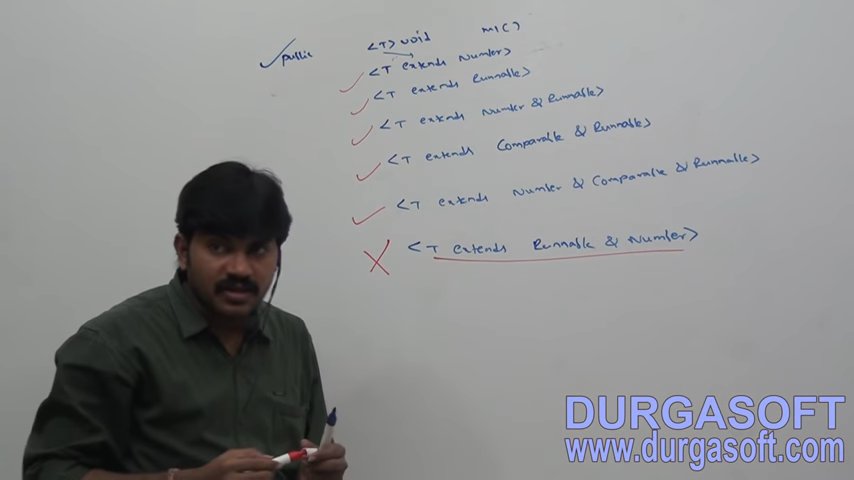 public <T> void m1( )
<T extends Number>
<T extends Runnable>
<T extends Number & Runnable>
<T extends Comparable & Runnable>
<T extends Number & Comparable & Runnable>
<T extends Runnable & Number>
DURGASOFT
www.durgasoft.com